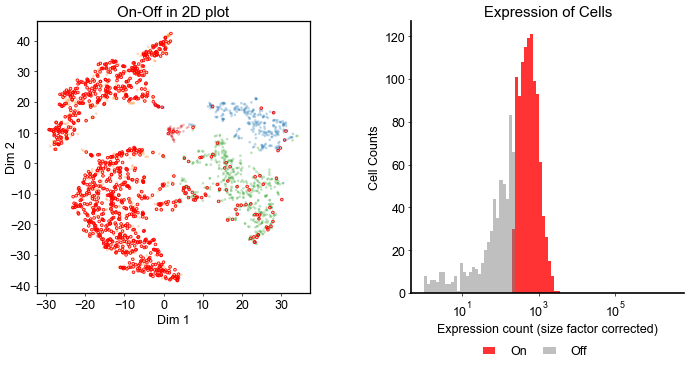 On-Off in 2D plot
Dim 2
40
30
20
10
0
−10
−20
−30
−40
−30 −20 −10 0 10 20 30
Dim 1
Expression of Cells
Cell Counts
120
100
80
60
40
20
0
10^1 10^3 10^5
Expression count (size factor corrected)
On Off